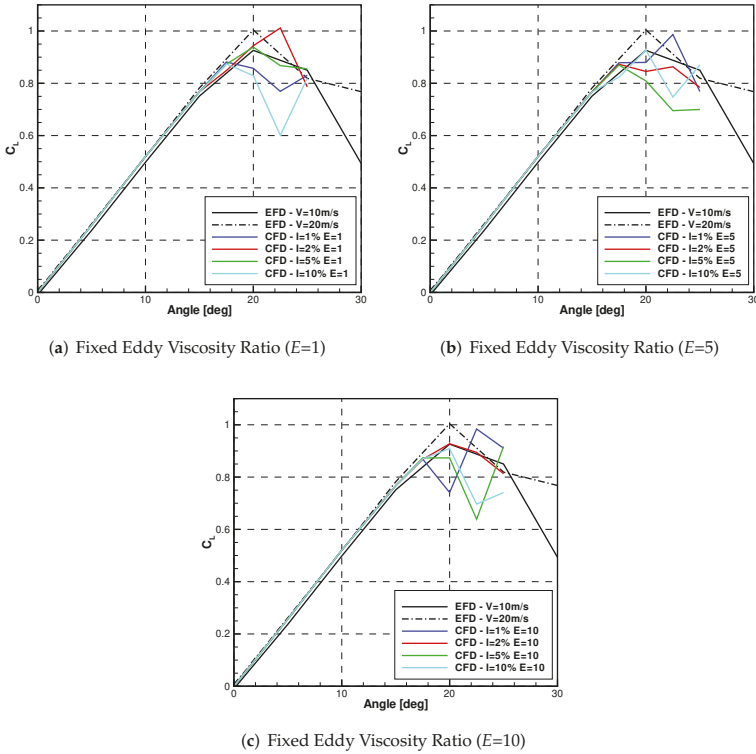 1
0.8
0.6
0.4
0.2
0
C_L
0 10 20 30
Angle [deg]
EFD - V=10m/s
EFD - V=20m/s
CFD - I=1% E=1
CFD - I=2% E=1
CFD - I=5% E=1
CFD - I=10% E=1
(a) Fixed Eddy Viscosity Ratio (E=1)
1
0.8
0.6
0.4
0.2
0
C_L
0 10 20 30
Angle [deg]
EFD - V=10m/s
EFD - V=20m/s
CFD - I=1% E=5
CFD - I=2% E=5
CFD - I=5% E=5
CFD - I=10% E=5
(b) Fixed Eddy Viscosity Ratio (E=5)
1
0.8
0.6
0.4
0.2
0
C_L
0 10 20 30
Angle [deg]
EFD - V=10m/s
EFD - V=20m/s
CFD - I=1% E=10
CFD - I=2% E=10
CFD - I=5% E=10
CFD - I=10% E=10
(c) Fixed Eddy Viscosity Ratio (E=10)